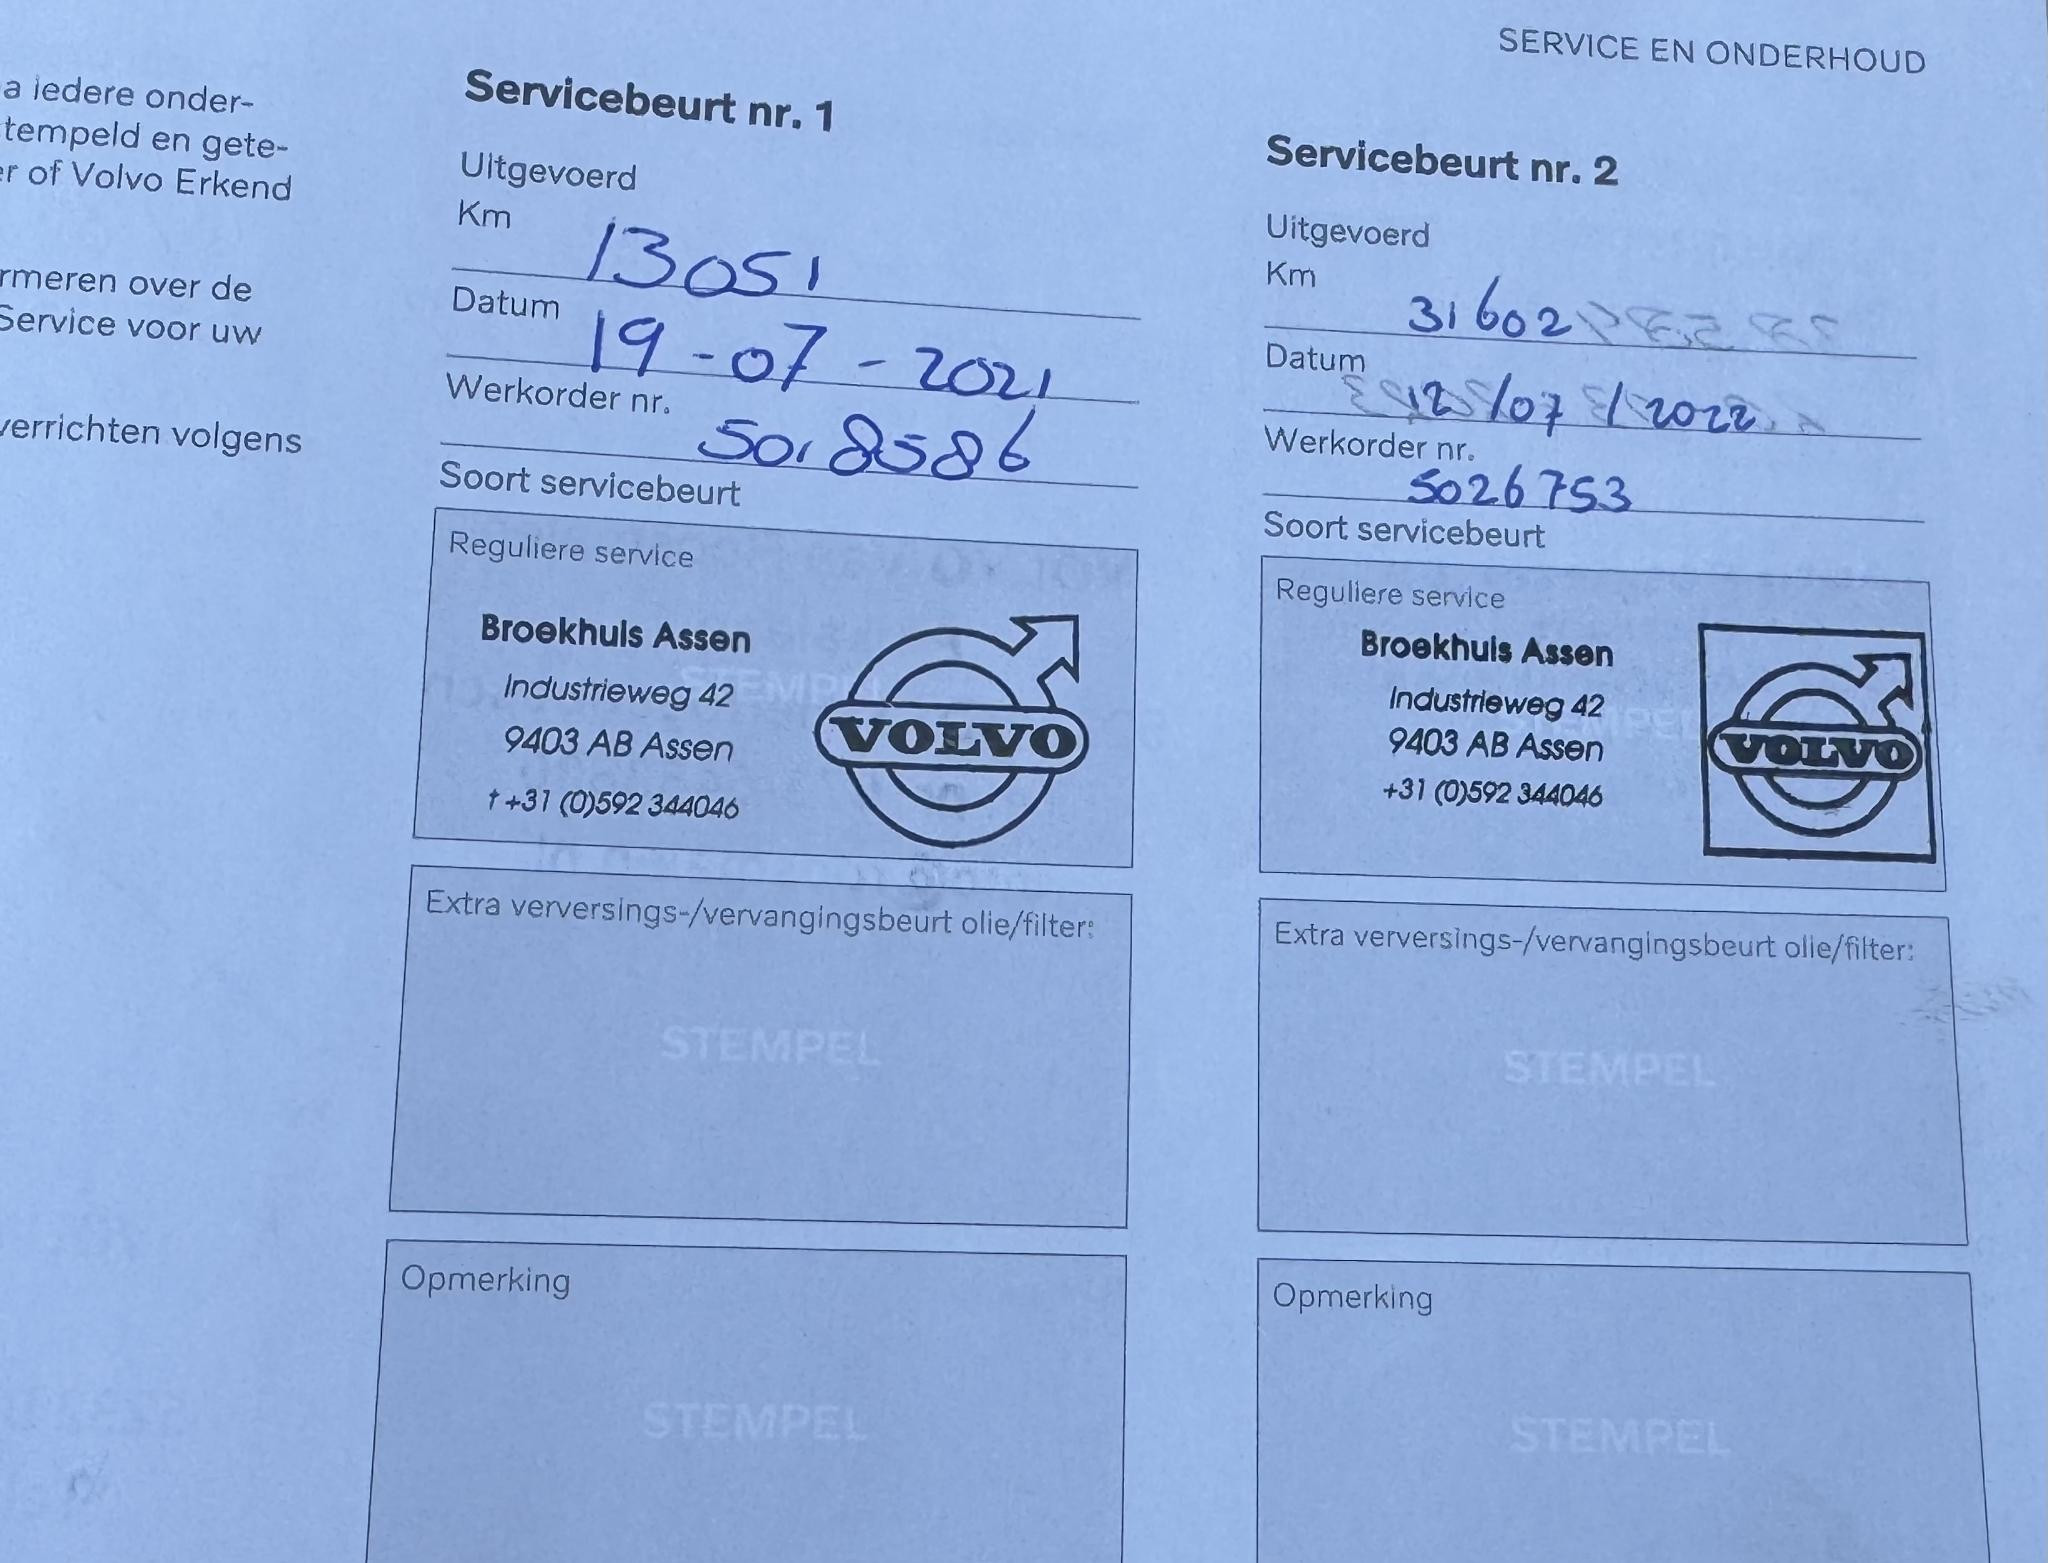 SERVICE EN ONDERHOUD
a iedere onder-
tempeld en gete-
er of Volvo Erkend
rmeren over de
Service voor uw
verrichten volgens
Servicebeurt nr. 1
Uitgevoerd
Km 13051
Datum 19-07-2021
Werkorder nr. 5018586
Soort servicebeurt
Reguliere service
Broekhuis Assen
Industrieweg 42
9403 AB Assen
t +31 (0)592 344046
VOLVO
Extra verversings-/vervangingsbeurt olie/filter:
STEMPEL
Opmerking
STEMPEL
Servicebeurt nr. 2
Uitgevoerd
Km 31602
Datum 12/07/2022
Werkorder nr. 5026753
Soort servicebeurt
Reguliere service
Broekhuis Assen
Industrieweg 42
9403 AB Assen
+31 (0)592 344046
VOLVO
Extra verversings-/vervangingsbeurt olie/filter:
STEMPEL
Opmerking
STEMPEL